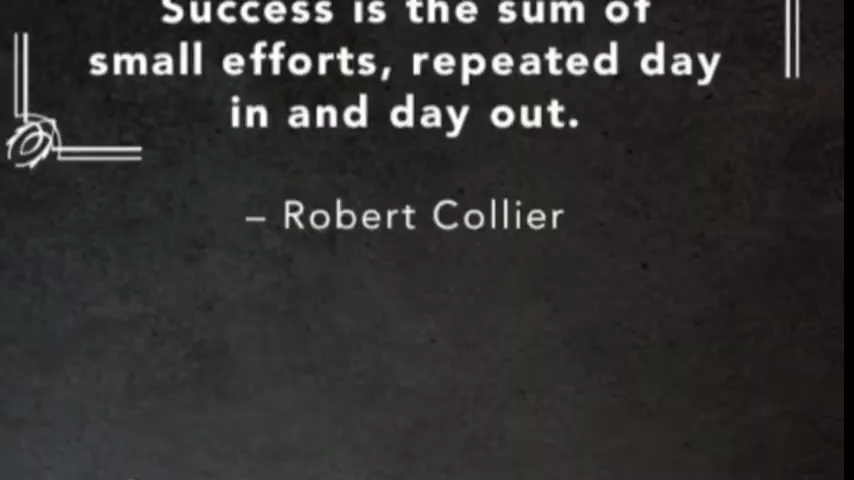 Success is the sum of
small efforts, repeated day
in and day out.
– Robert Collier